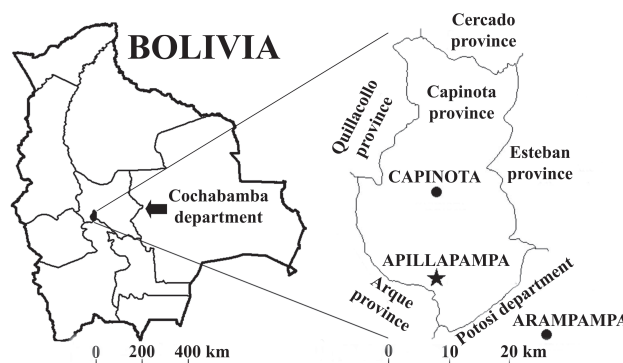 BOLIVIA
Cochabamba
department
0 200 400 km
Cercado
province
Capinota
province
Quillacollo
province
Esteban
province
CAPINOTA
APILLAPAMPA
Arque
province
Potosi department
ARAMPAMPA
0 10 20 km